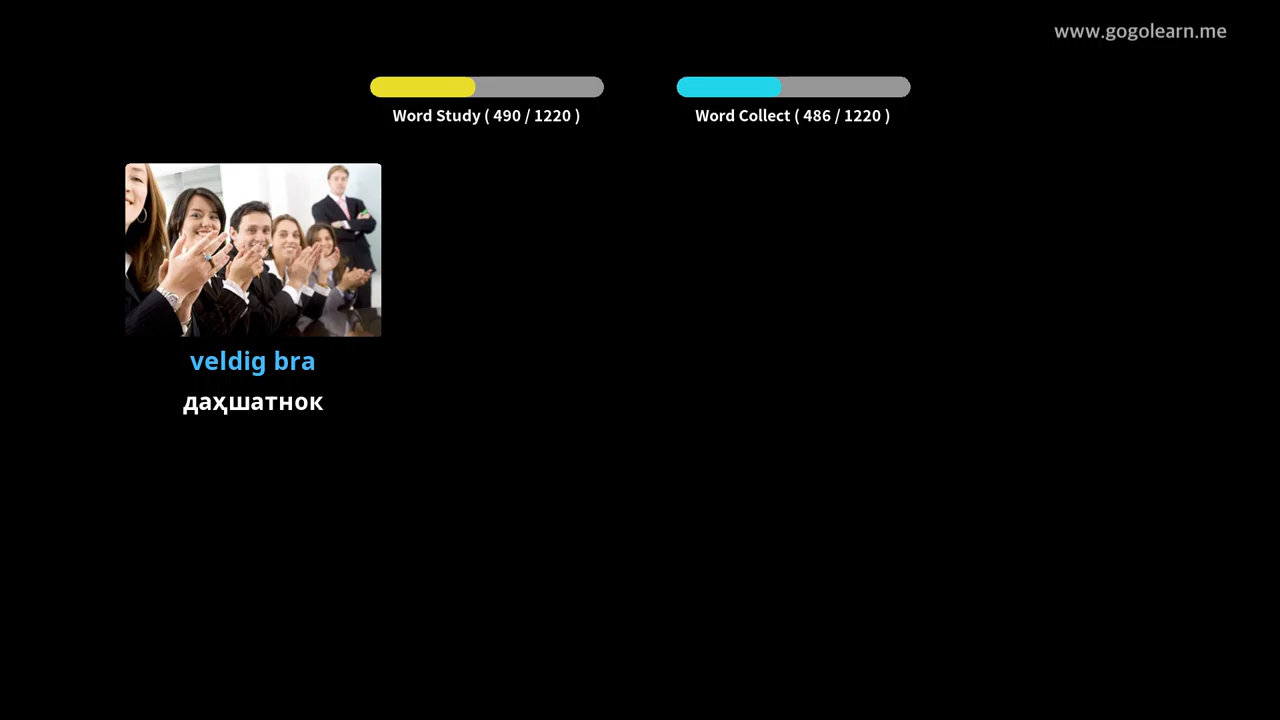 www.gogolearn.me
Word Study ( 490 / 1220 )
Word Collect ( 486 / 1220 )
veldig bra
даҳшатнок